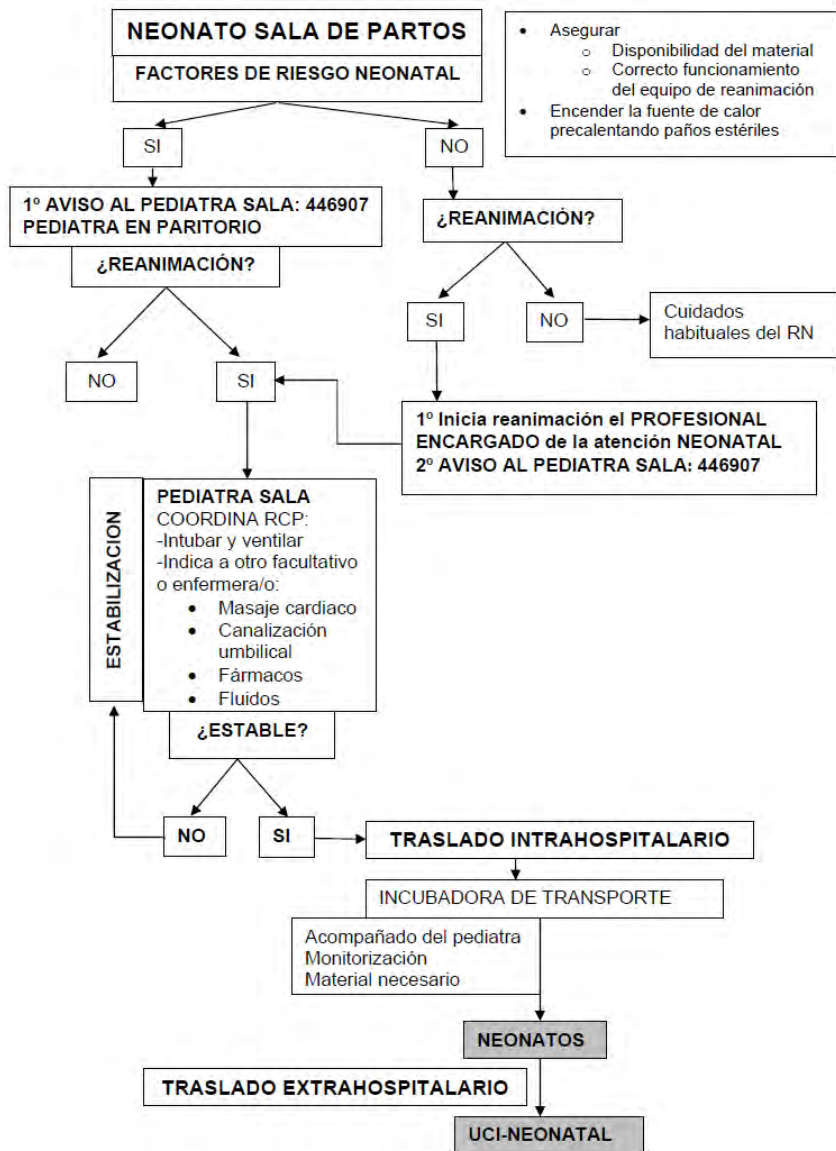 NEONATO SALA DE PARTOS
FACTORES DE RIESGO NEONATAL
• Asegurar
o Disponibilidad del material
o Correcto funcionamiento
del equipo de reanimación
• Encender la fuente de calor
precalentando paños estériles
SI
NO
1º AVISO AL PEDIATRA SALA: 446907
PEDIATRA EN PARITORIO
¿REANIMACIÓN?
¿REANIMACIÓN?
SI
NO
Cuidados
habituales del RN
NO
SI
1º Inicia reanimación el PROFESIONAL
ENCARGADO de la atención NEONATAL
2º AVISO AL PEDIATRA SALA: 446907
ESTABILIZACION
PEDIATRA SALA
COORDINA RCP:
-Intubar y ventilar
-Indica a otro facultativo
o enfermera/o:
• Masaje cardiaco
• Canalización
umbilical
• Fármacos
• Fluidos
¿ESTABLE?
NO
SI
TRASLADO INTRAHOSPITALARIO
INCUBADORA DE TRANSPORTE
Acompañado del pediatra
Monitorización
Material necesario
NEONATOS
TRASLADO EXTRAHOSPITALARIO
UCI-NEONATAL